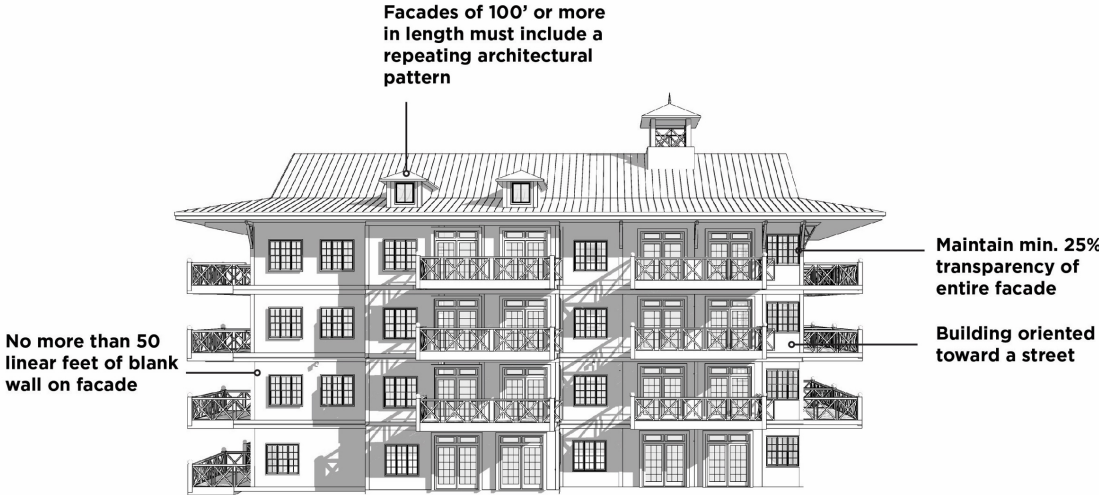 Facades of 100' or more
in length must include a
repeating architectural
pattern
Maintain min. 25%
transparency of
entire facade
Building oriented
toward a street
No more than 50
linear feet of blank
wall on facade